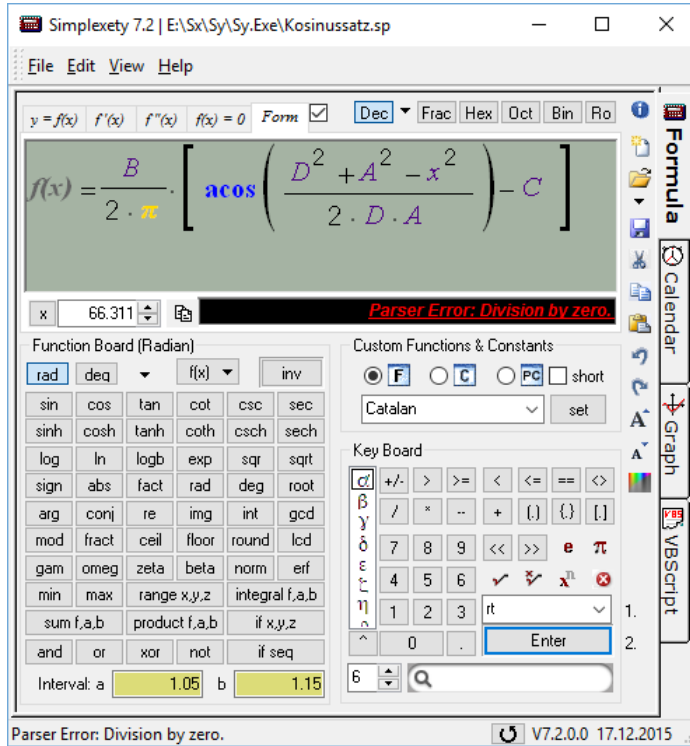 Simplexety 7.2 | E:\Sx\Sy\Sy.Exe\Kosinussatz.sp
File Edit View Help
y = f(x) f'(x) f''(x) f(x) = 0 Form Dec Frac Hex Oct Bin Ro
f(x) = B / 2 · π · [ acos ( D² + A² − x² / 2 · D · A ) − C ]
x 66.311 Parser Error: Division by zero.
Function Board (Radian)
rad deg f(x) inv
sin cos tan cot csc sec
sinh cosh tanh coth csch sech
log ln logb exp sqr sqrt
sign abs fact rad deg root
arg conj re img int gcd
mod fract ceil floor round lcd
gam omeg zeta beta norm erf
min max range x,y,z integral f,a,b
sum f,a,b product f,a,b if x,y,z
and or xor not if seq
Interval: a 1.05 b 1.15
Custom Functions & Constants
F C PC short
Catalan set
Key Board
α β γ δ ε ζ η
+/- > >= < <= == <>
/ * -- + (.) {.} [.]
7 8 9 << >> e π
4 5 6 xⁿ
1 2 3 rt 1.
^ 0 . Enter 2.
6
Formula
Calendar
Graph
VBS VBScript
Parser Error: Division by zero. V7.2.0.0 17.12.2015